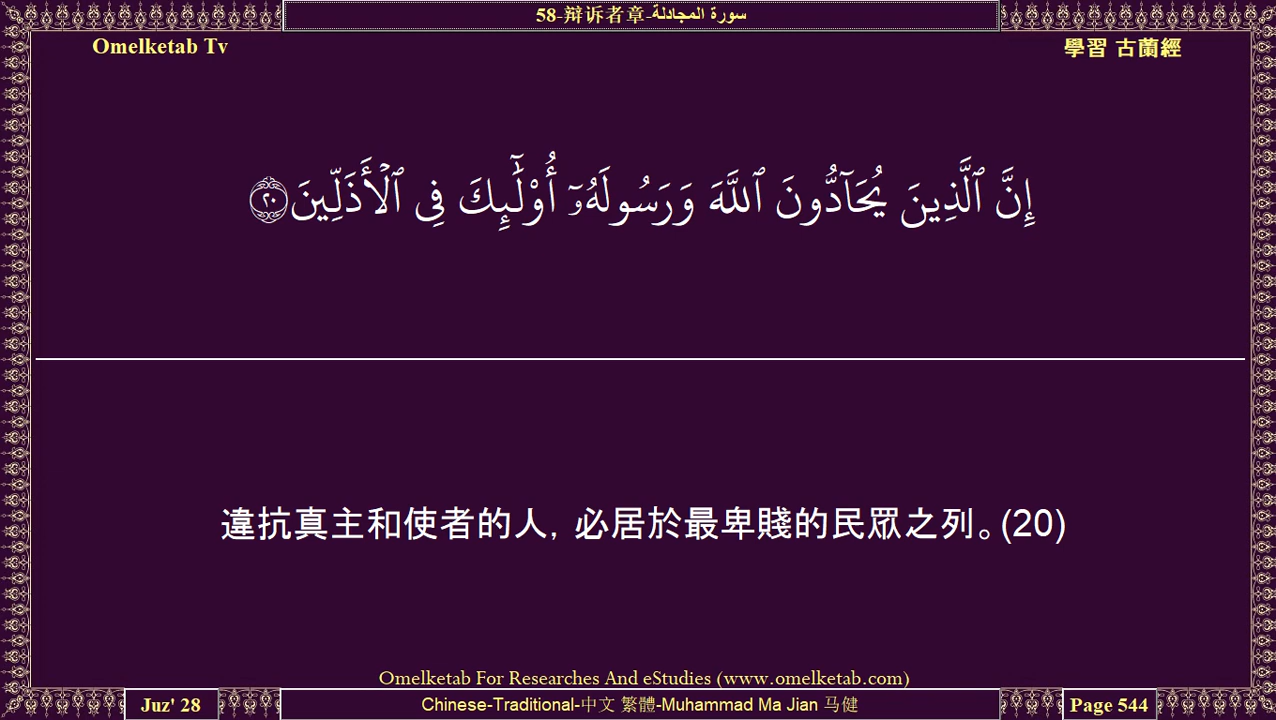 58-辩诉者章-سورة المجادلة
Omelketab Tv
學習 古蘭經
إِنَّ ٱلَّذِينَ يُحَآدُّونَ ٱللَّهَ وَرَسُولَهُۥٓ أُو۟لَٰٓئِكَ فِى ٱلْأَذَلِّينَ ٢٠
違抗真主和使者的人，必居於最卑賤的民眾之列。(20)
Omelketab For Researches And eStudies (www.omelketab.com)
Juz' 28
Chinese-Traditional-中文 繁體-Muhammad Ma Jian 马健
Page 544